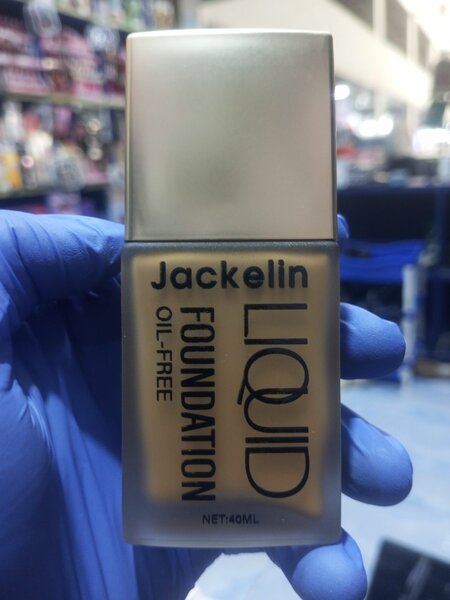 Jackelin
LIQUID
FOUNDATION
OIL-FREE
NET:40ML